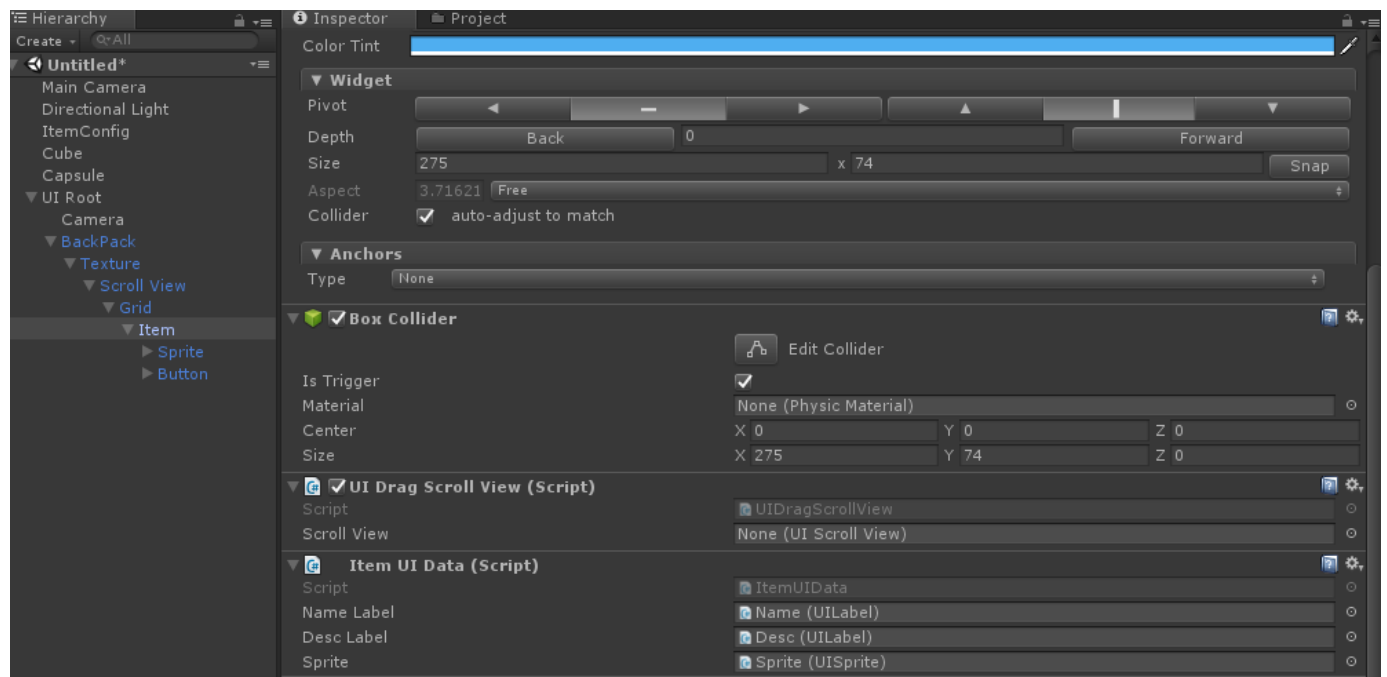 Hierarchy
Create
All
Untitled*
Main Camera
Directional Light
ItemConfig
Cube
Capsule
UI Root
Camera
BackPack
Texture
Scroll View
Grid
Item
Sprite
Button
Inspector
Project
Color Tint
Widget
Pivot
Depth Back 0 Forward
Size 275 x 74 Snap
Aspect 3.71621 Free
Collider auto-adjust to match
Anchors
Type None
Box Collider
Edit Collider
Is Trigger
Material None (Physic Material)
Center X 0 Y 0 Z 0
Size X 275 Y 74 Z 0
UI Drag Scroll View (Script)
Script UIDragScrollView
Scroll View None (UI Scroll View)
Item UI Data (Script)
Script ItemUIData
Name Label Name (UILabel)
Desc Label Desc (UILabel)
Sprite Sprite (UISprite)